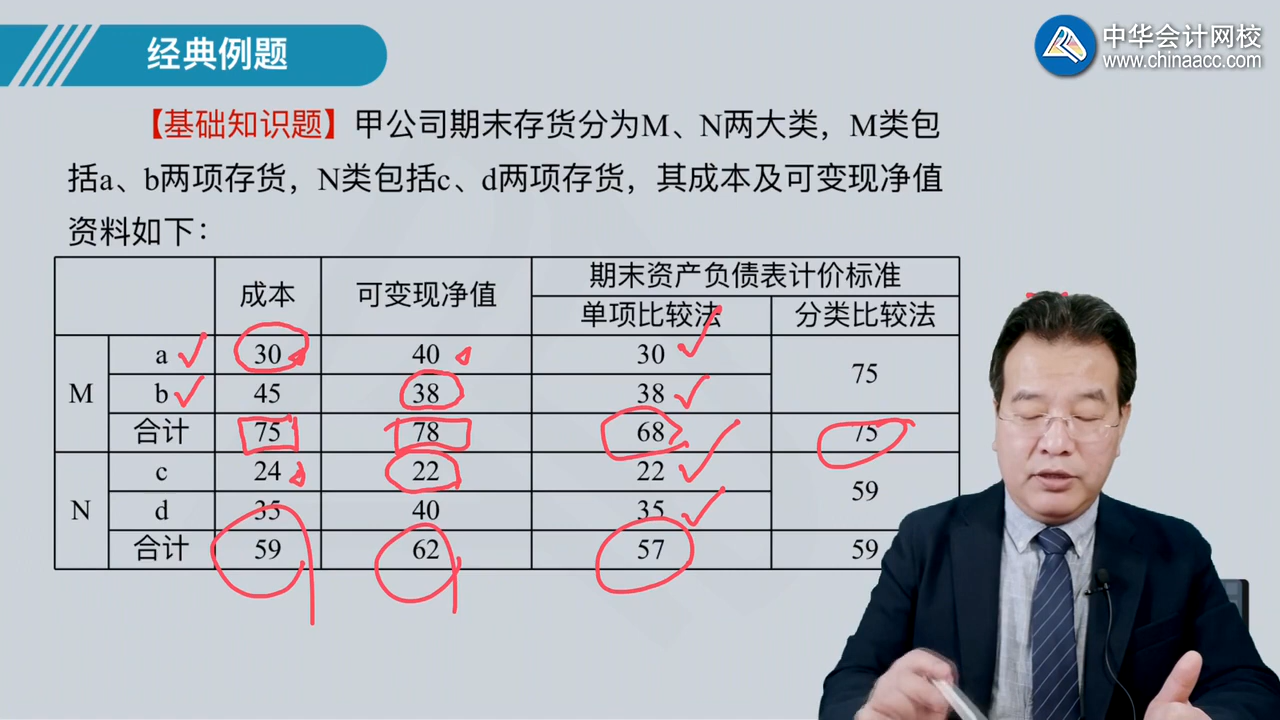 经典例题
中华会计网校
www.chinaacc.com
【基础知识题】甲公司期末存货分为M、N两大类，M类包
括a、b两项存货，N类包括c、d两项存货，其成本及可变现净值
资料如下：
成本 可变现净值 期末资产负债表计价标准
单项比较法 分类比较法
M a 30 40 30 75
b 45 38 38
合计 75 78 68 75
N c 24 22 22 59
d 35 40 35
合计 59 62 57 59